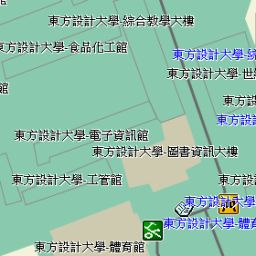 東方設計大學-綜合教學大樓
東方設計大學-食品化工館
東方設計大學-
東方設計大學-世
東方設
東方設計大學-電子資訊館
東方設計大學-圖書資訊大樓
東方設計大學-工管館
東方設計
東方設計大學
東方設計大學-
東方設計大學-體育館
東方設